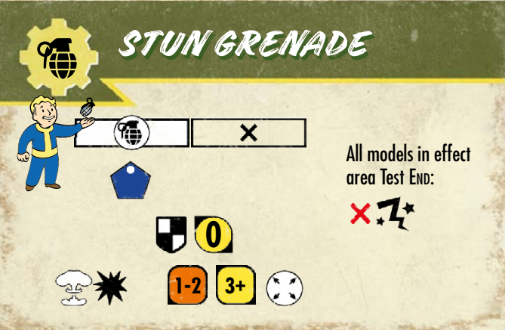 STUN GRENADE
All models in effect
area Test END:
0
1-2 3+